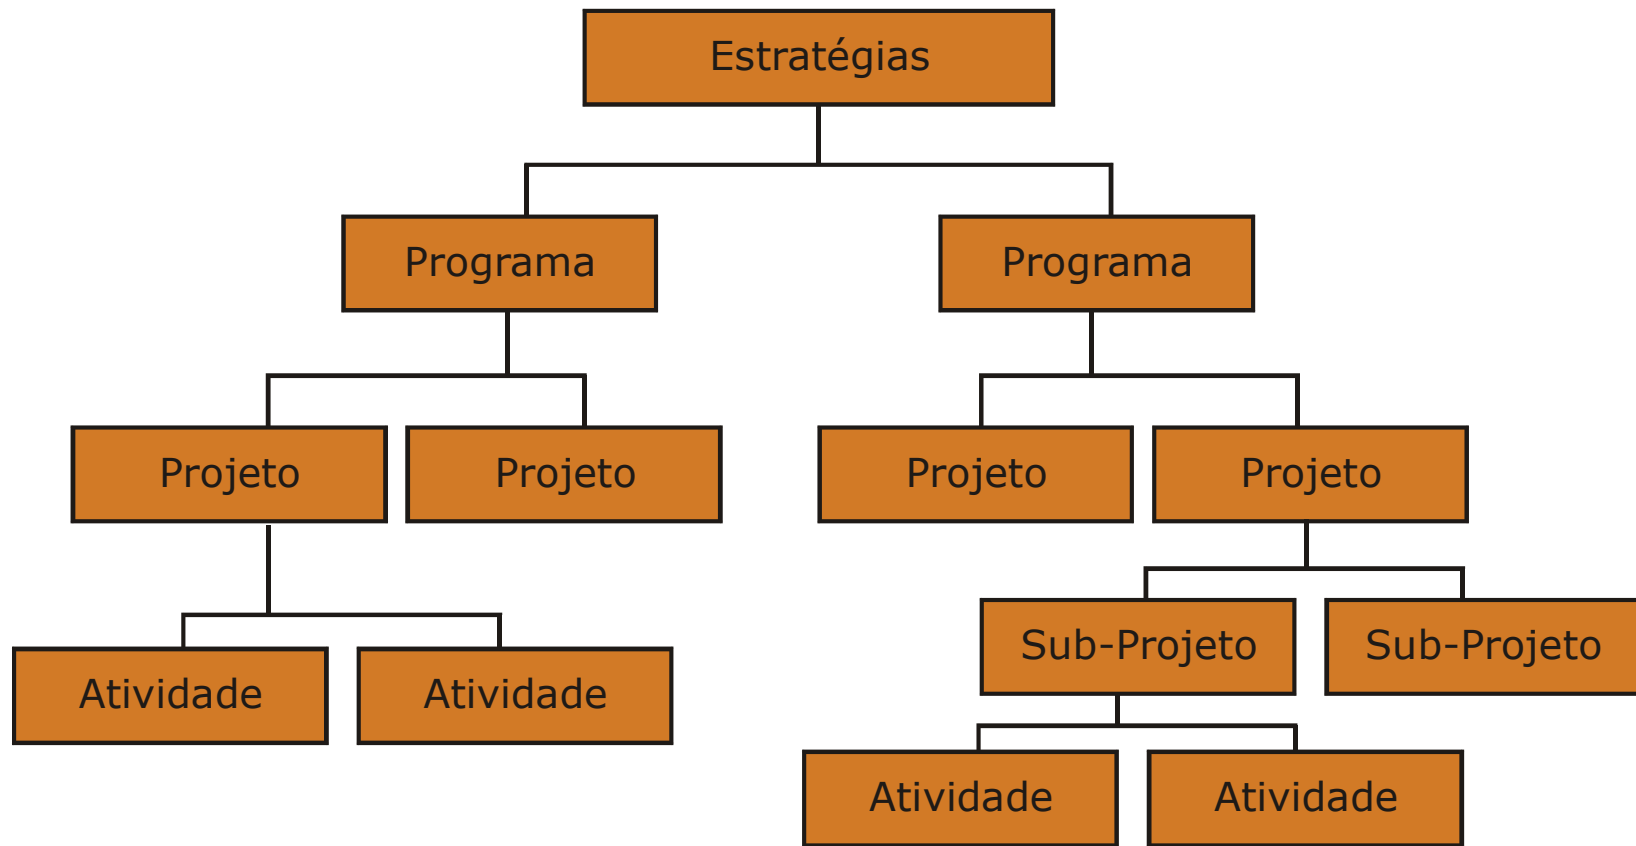 Estratégias
Programa
Programa
Projeto
Projeto
Projeto
Projeto
Sub-Projeto
Sub-Projeto
Atividade
Atividade
Atividade
Atividade